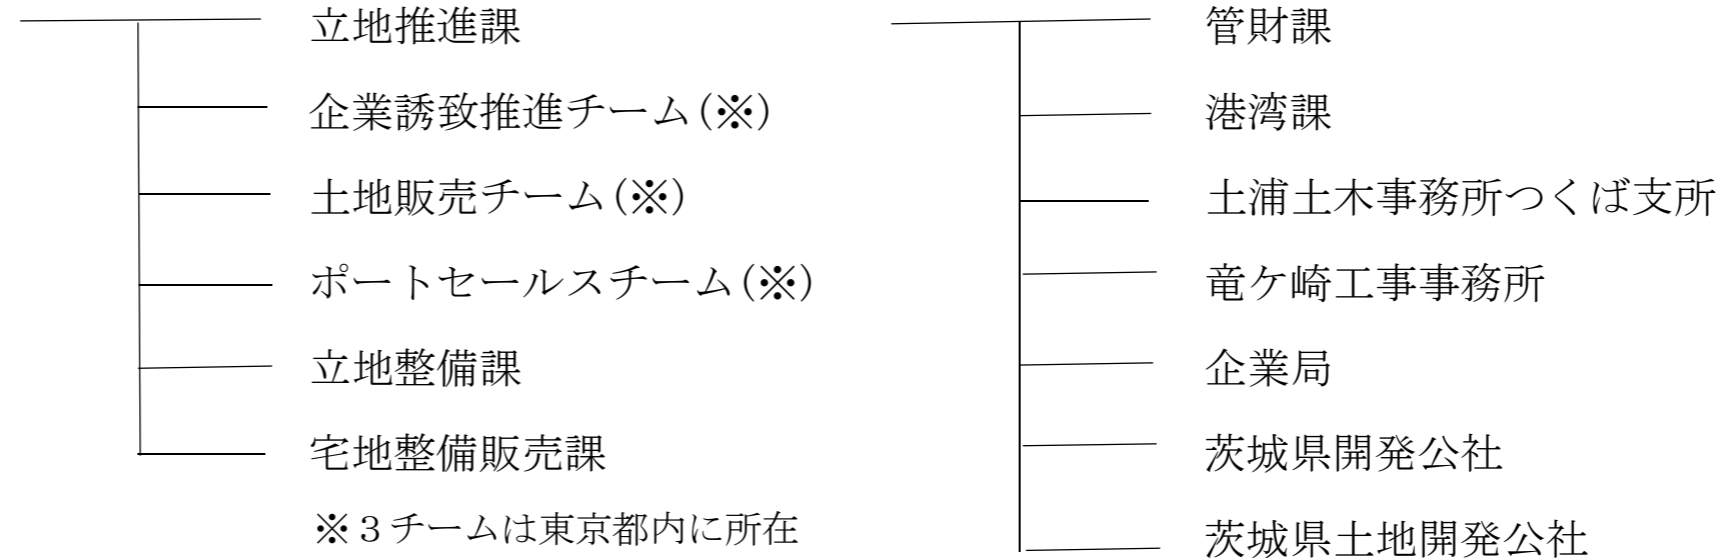 立地推進課
企業誘致推進チーム(※)
土地販売チーム(※)
ポートセールスチーム(※)
立地整備課
宅地整備販売課
※３チームは東京都内に所在
管財課
港湾課
土浦土木事務所つくば支所
竜ケ崎工事事務所
企業局
茨城県開発公社
茨城県土地開発公社